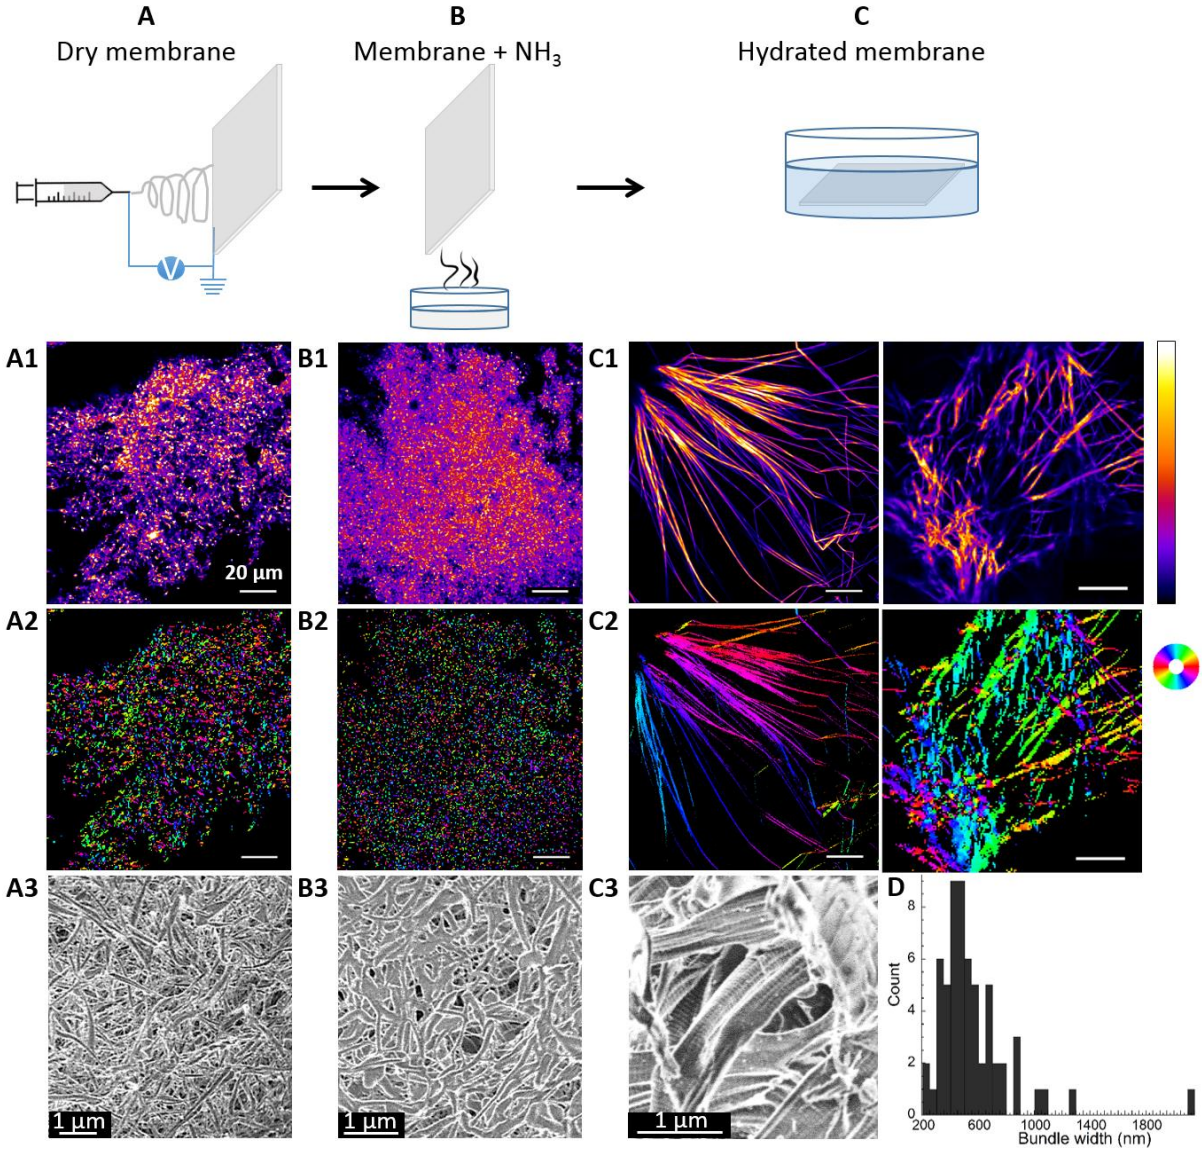 A
B
C
Dry membrane
Membrane + NH3
Hydrated membrane
V
A1
B1
C1
20 µm
A2
B2
C2
A3
B3
C3
D
8
6
4
2
0
Count
200
600
1000
1400
1800
Bundle width (nm)
1 µm
1 µm
1 µm